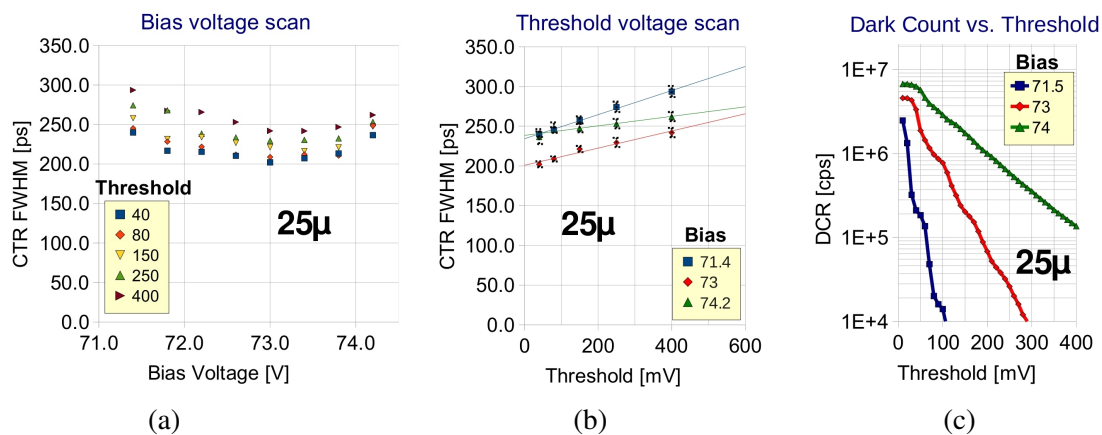 Bias voltage scan
350.0
300.0
250.0
200.0
150.0
100.0
50.0
0.0
CTR FWHM [ps]
Threshold
40
80
150
250
400
25µ
71.0
72.0
73.0
74.0
Bias Voltage [V]
(a)
Threshold voltage scan
350.0
300.0
250.0
200.0
150.0
100.0
50.0
0.0
CTR FWHM [ps]
25µ
Bias
71.4
73
74.2
0
200
400
600
Threshold [mV]
(b)
Dark Count vs. Threshold
1E+7
1E+6
1E+5
1E+4
DCR [cps]
Bias
71.5
73
74
25µ
0
100
200
300
400
Threshold [mV]
(c)